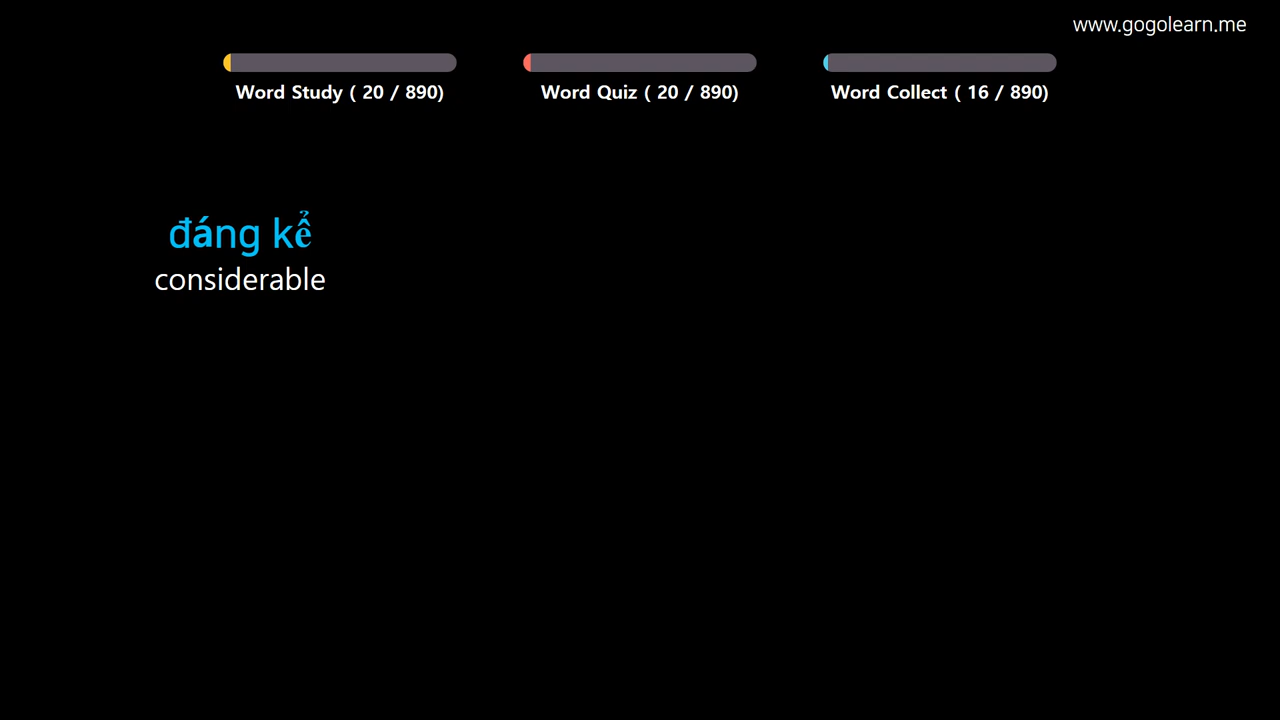 www.gogolearn.me
Word Study ( 20 / 890)
Word Quiz ( 20 / 890)
Word Collect ( 16 / 890)
đáng kể
considerable